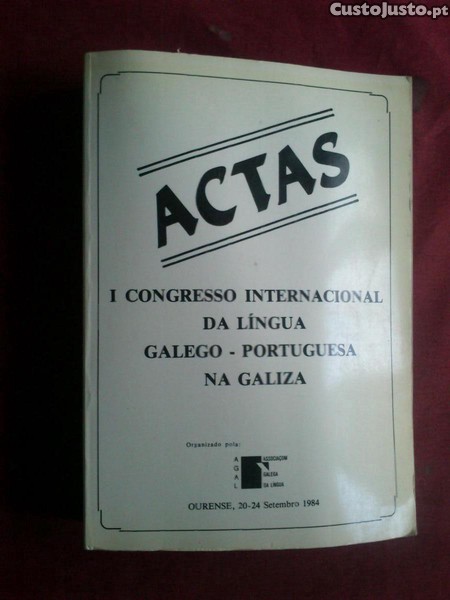 CustoJusto.pt
ACTAS
I CONGRESSO INTERNACIONAL
DA LÍNGUA
GALEGO - PORTUGUESA
NA GALIZA
Organizado pola:
A
G
A
L
ASSOCIAÇOM
GALEGA
DA LÍNGUA
OURENSE, 20-24 Setembro 1984